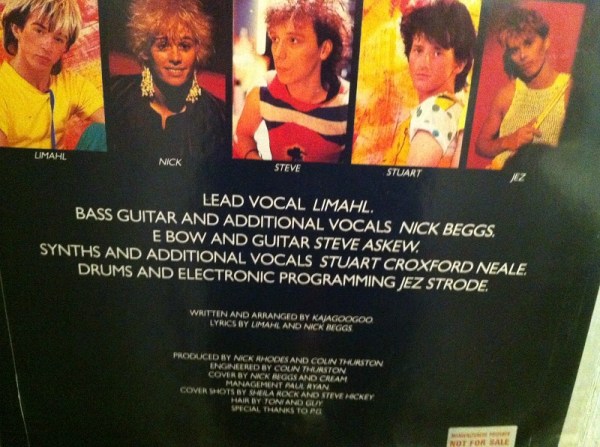 LIMAHL NICK STEVE STUART JEZ
LEAD VOCAL LIMAHL.
BASS GUITAR AND ADDITIONAL VOCALS NICK BEGGS.
E BOW AND GUITAR STEVE ASKEW.
SYNTHS AND ADDITIONAL VOCALS STUART CROXFORD NEALE.
DRUMS AND ELECTRONIC PROGRAMMING JEZ STRODE.
WRITTEN AND ARRANGED BY KAJAGOOGOO
LYRICS BY LIMAHL AND NICK BEGGS
PRODUCED BY NICK RHODES AND COLIN THURSTON
ENGINEERED BY COLIN THURSTON
COVER BY NICK BEGGS AND CREAM
MANAGEMENT PAUL RYAN
COVER SHOTS BY SHEILA ROCK AND STEVE HICKEY
HAIR BY TONI AND GUY
SPECIAL THANKS TO P.G.
NOT FOR SALE